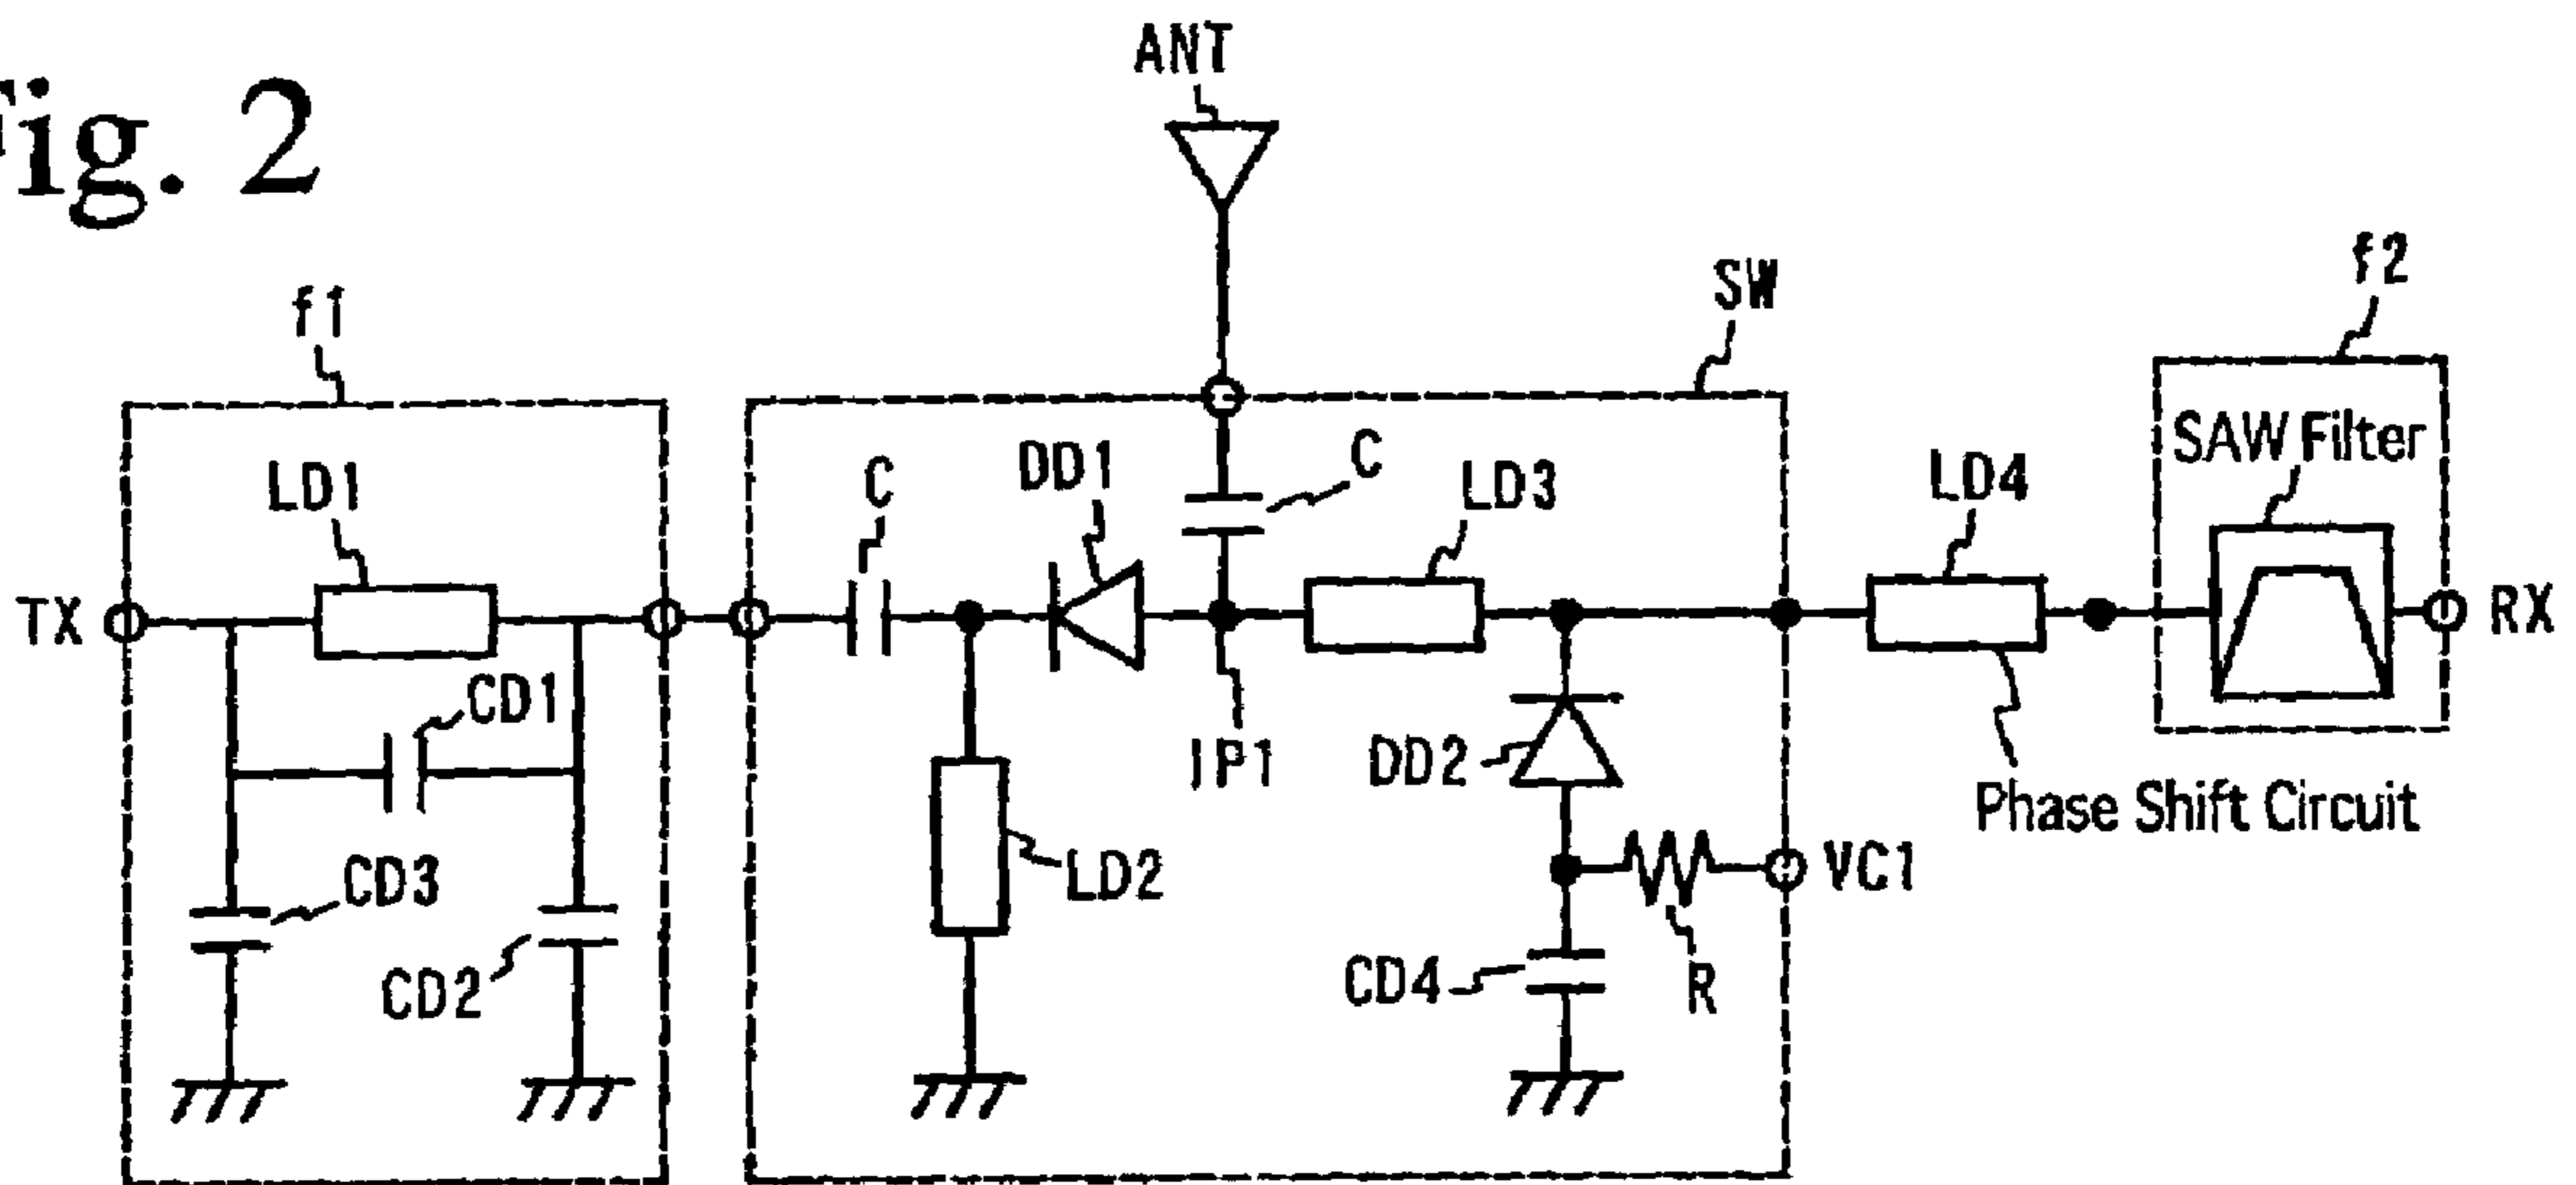 Fig. 2
ANT
f1
SW
f2
LD1
C
DD1
C
LD3
LD4
SAW Filter
TX
RX
CD1
IP1
DD2
Phase Shift Circuit
CD3
LD2
VC1
CD2
CD4
R